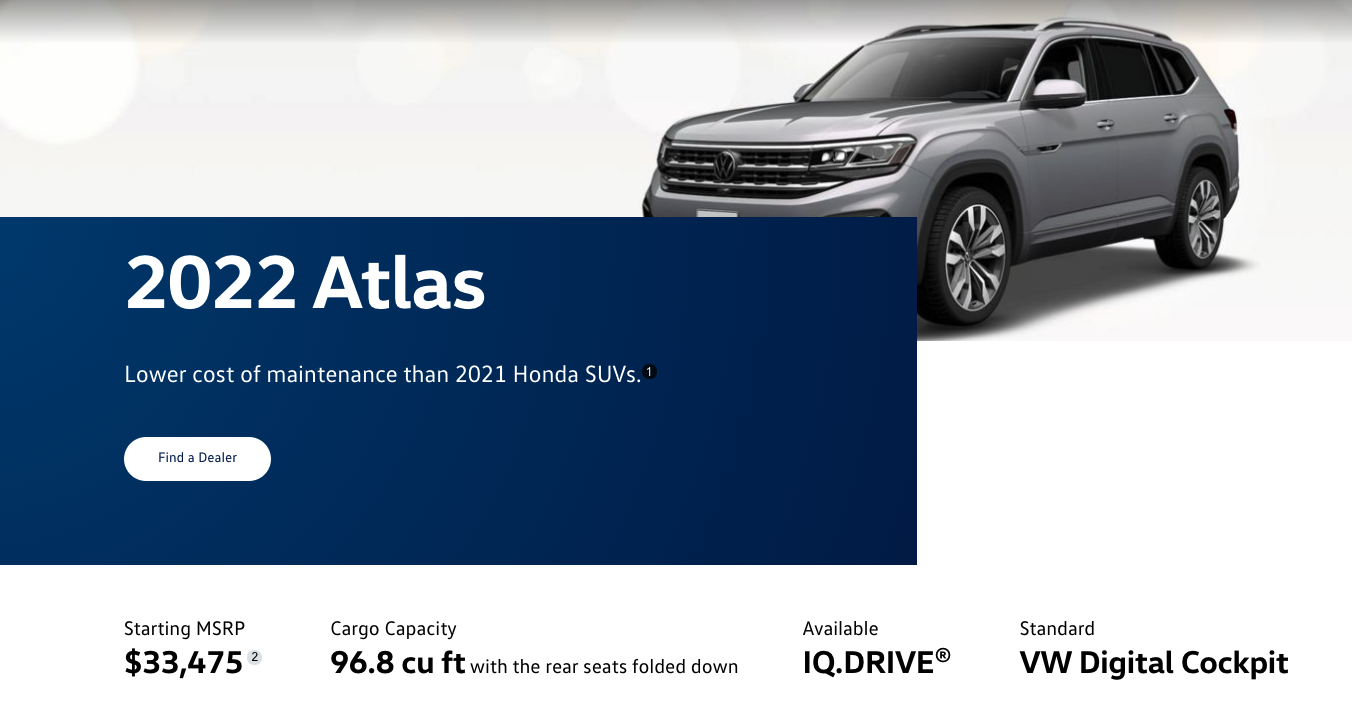 2022 Atlas
Lower cost of maintenance than 2021 Honda SUVs.1
Find a Dealer
Starting MSRP
$33,475 2
Cargo Capacity
96.8 cu ft with the rear seats folded down
Available
IQ.DRIVE®
Standard
VW Digital Cockpit